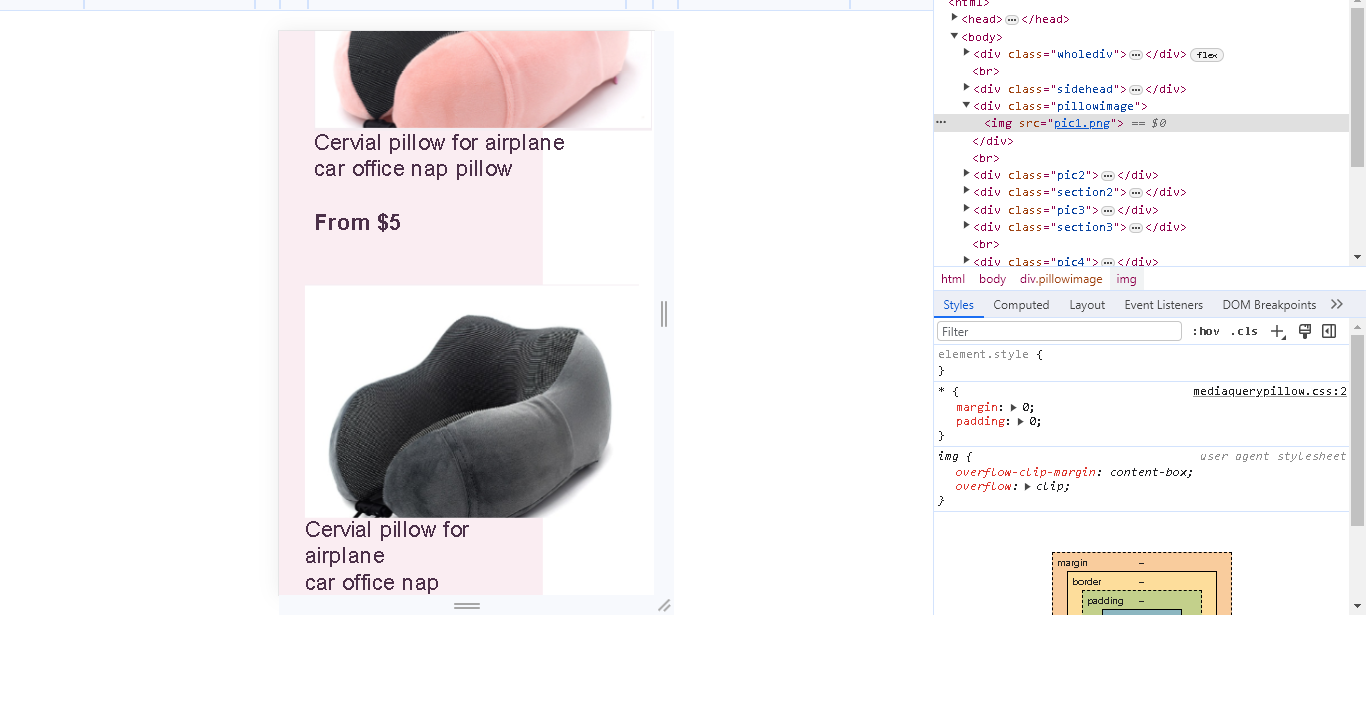 Cervial pillow for airplane
car office nap pillow
From $5
Cervial pillow for
airplane
car office nap
<html>
<head> ⋯ </head>
<body>
<div class="wholediv"> ⋯ </div> flex
<br>
<div class="sidehead"> ⋯ </div>
<div class="pillowimage">
⋯ <img src="pic1.png"> == $0
</div>
<br>
<div class="pic2"> ⋯ </div>
<div class="section2"> ⋯ </div>
<div class="pic3"> ⋯ </div>
<div class="section3"> ⋯ </div>
<br>
<div class="pic4"> ⋯ </div>
html body div.pillowimage img
Styles Computed Layout Event Listeners DOM Breakpoints
Filter :hov .cls
element.style {
}
* { mediaquerypillow.css:2
margin: 0;
padding: 0;
}
img { user agent stylesheet
overflow-clip-margin: content-box;
overflow: clip;
}
margin –
border –
padding –